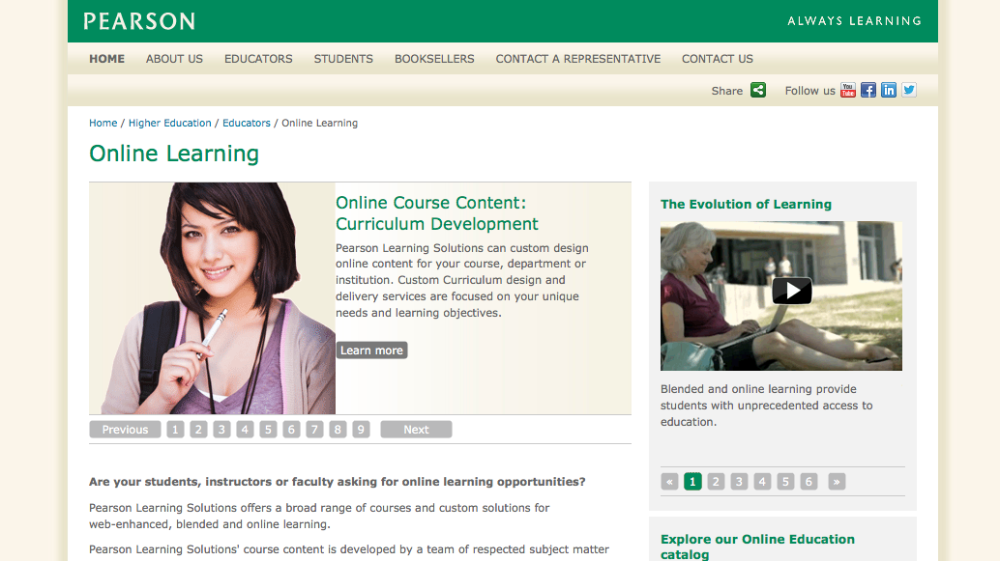 PEARSON
ALWAYS LEARNING
HOME ABOUT US EDUCATORS STUDENTS BOOKSELLERS CONTACT A REPRESENTATIVE CONTACT US
Share Follow us You Tube f in
Home / Higher Education / Educators / Online Learning
Online Learning
Online Course Content:
Curriculum Development
Pearson Learning Solutions can custom design
online content for your course, department or
institution. Custom Curriculum design and
delivery services are focused on your unique
needs and learning objectives.
Learn more
Previous 1 2 3 4 5 6 7 8 9 Next
Are your students, instructors or faculty asking for online learning opportunities?
Pearson Learning Solutions offers a broad range of courses and custom solutions for
web-enhanced, blended and online learning.
Pearson Learning Solutions' course content is developed by a team of respected subject matter
The Evolution of Learning
Blended and online learning provide
students with unprecedented access to
education.
« 1 2 3 4 5 6 »
Explore our Online Education
catalog